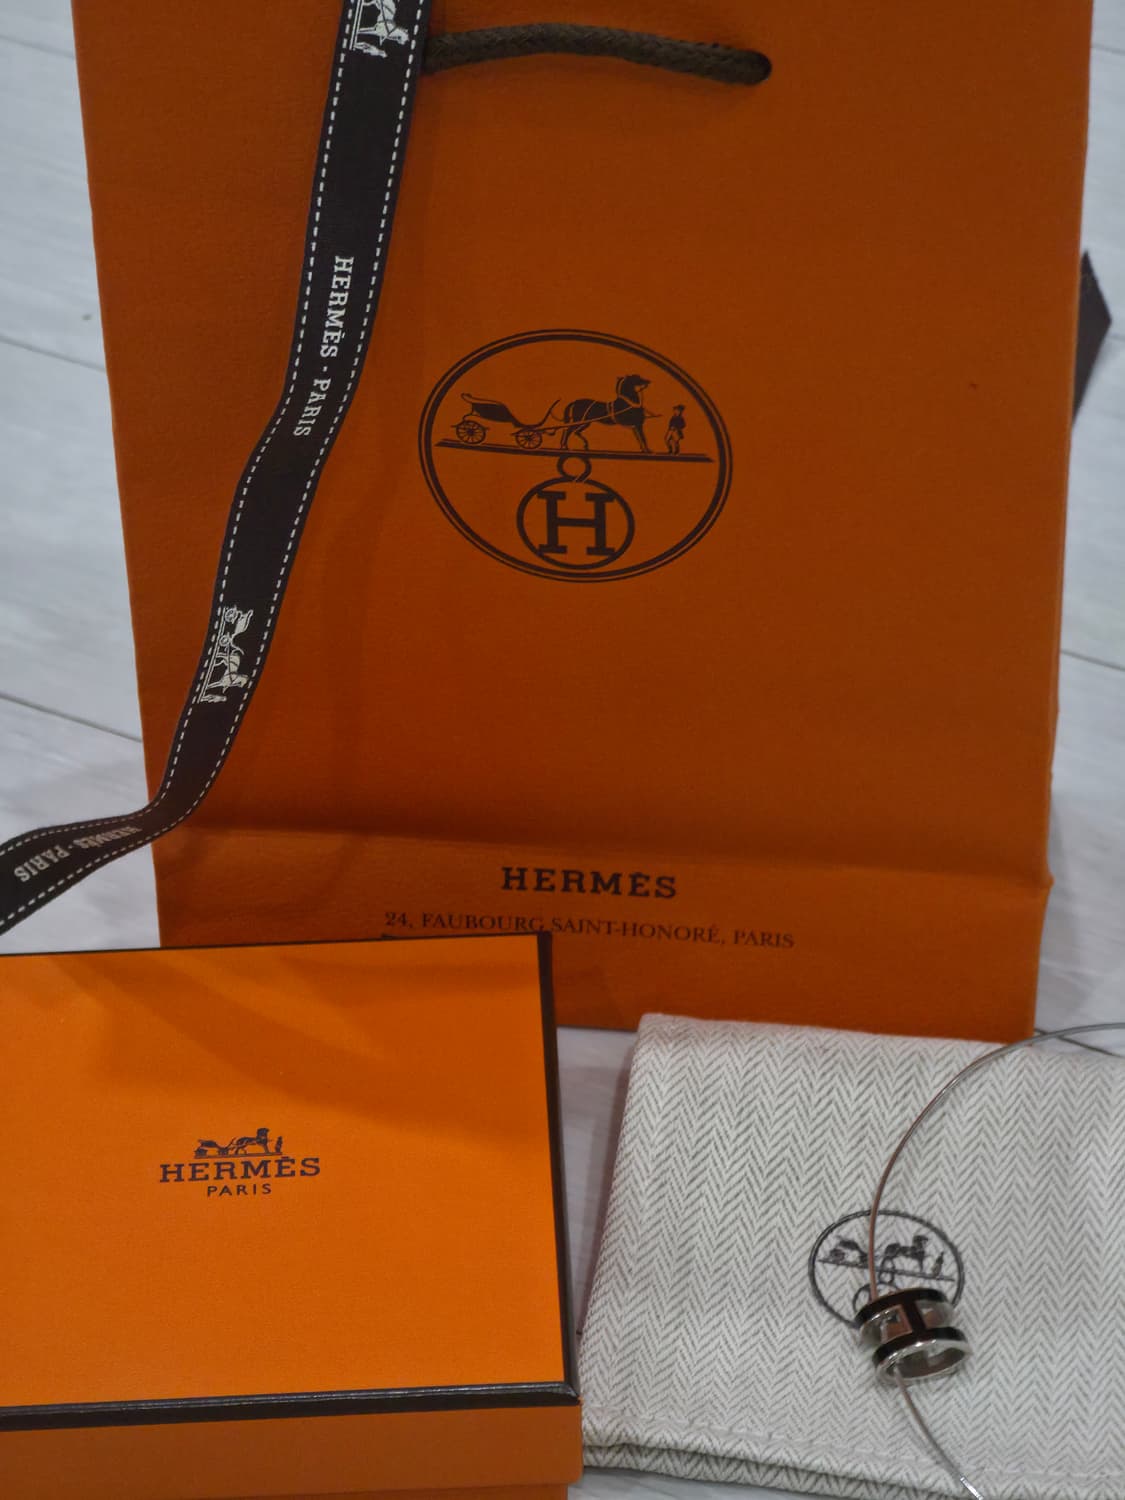 HERMÈS · PARIS
H
HERMÈS
24, FAUBOURG SAINT-HONORÉ, PARIS
HERMÈS · PARIS
HERMÈS
PARIS
H